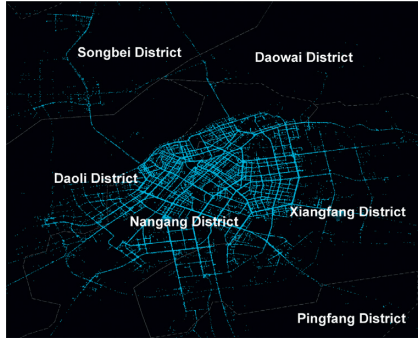 Songbei District
Daowai District
Daoli District
Nangang District
Xiangfang District
Pingfang District